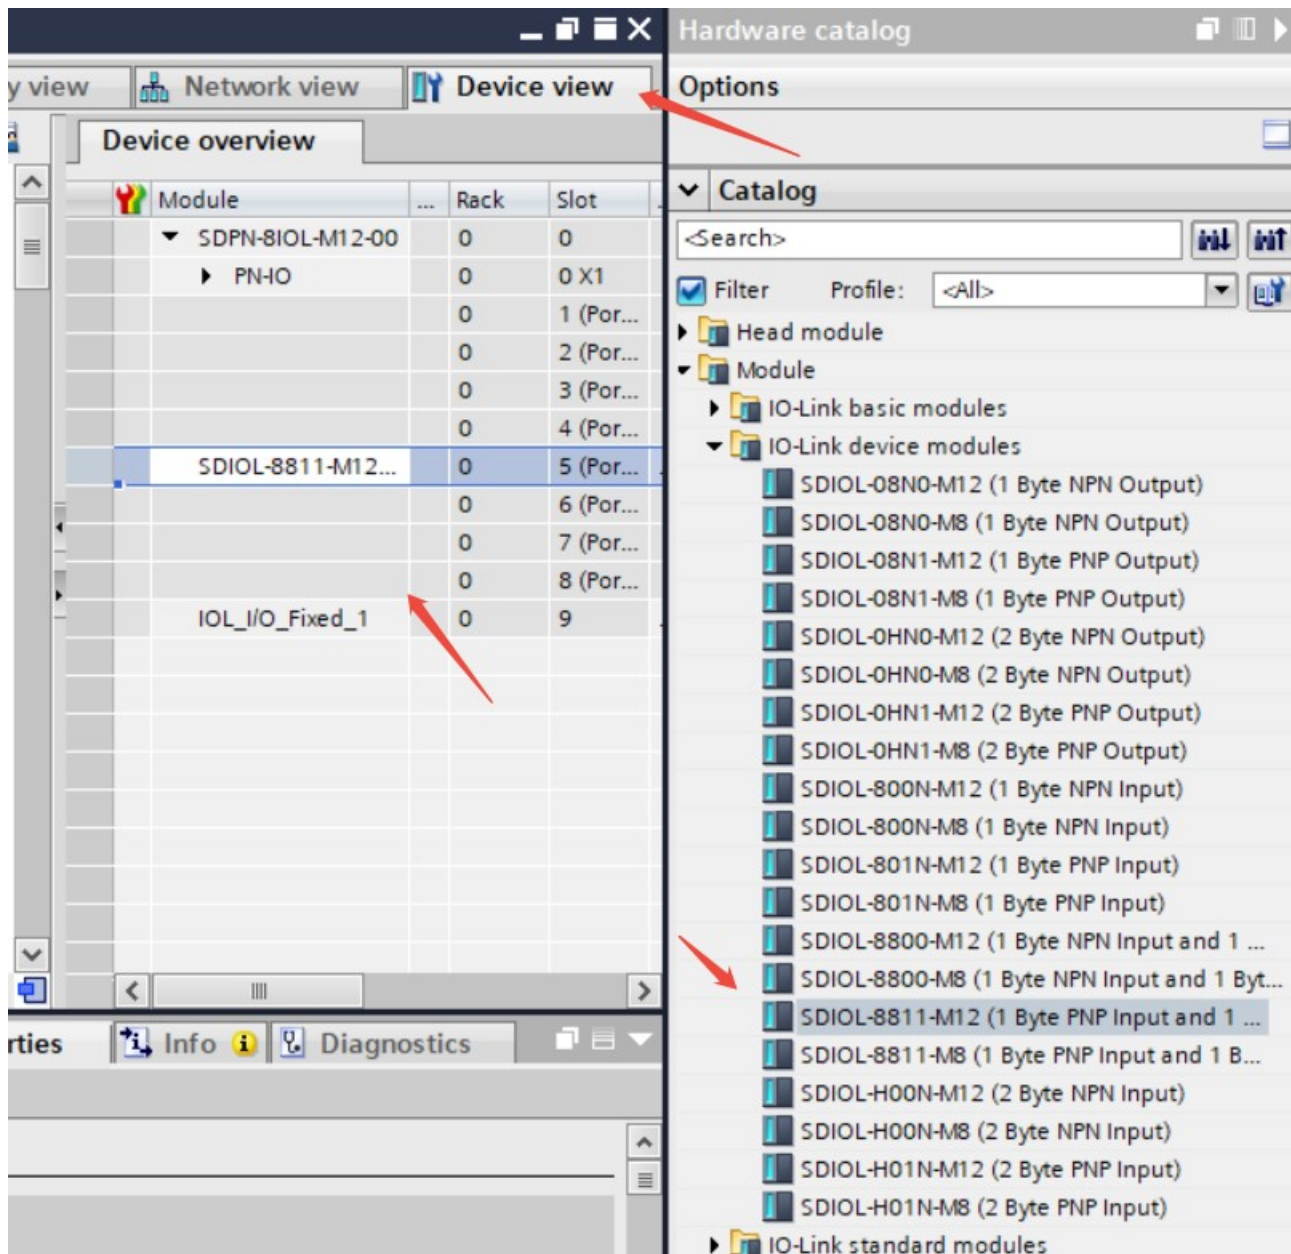 Hardware catalog
y view
Network view
Device view
Options
Device overview
Module ... Rack Slot
SDPN-8IOL-M12-00 0 0
PN-IO 0 0 X1
0 1 (Por...
0 2 (Por...
0 3 (Por...
0 4 (Por...
SDIOL-8811-M12... 0 5 (Por...
0 6 (Por...
0 7 (Por...
0 8 (Por...
IOL_I/O_Fixed_1 0 9
rties
Info
Diagnostics
Catalog
<Search>
Filter Profile: <All>
Head module
Module
IO-Link basic modules
IO-Link device modules
SDIOL-08N0-M12 (1 Byte NPN Output)
SDIOL-08N0-M8 (1 Byte NPN Output)
SDIOL-08N1-M12 (1 Byte PNP Output)
SDIOL-08N1-M8 (1 Byte PNP Output)
SDIOL-0HN0-M12 (2 Byte NPN Output)
SDIOL-0HN0-M8 (2 Byte NPN Output)
SDIOL-0HN1-M12 (2 Byte PNP Output)
SDIOL-0HN1-M8 (2 Byte PNP Output)
SDIOL-800N-M12 (1 Byte NPN Input)
SDIOL-800N-M8 (1 Byte NPN Input)
SDIOL-801N-M12 (1 Byte PNP Input)
SDIOL-801N-M8 (1 Byte PNP Input)
SDIOL-8800-M12 (1 Byte NPN Input and 1 ...
SDIOL-8800-M8 (1 Byte NPN Input and 1 Byt...
SDIOL-8811-M12 (1 Byte PNP Input and 1 ...
SDIOL-8811-M8 (1 Byte PNP Input and 1 B...
SDIOL-H00N-M12 (2 Byte NPN Input)
SDIOL-H00N-M8 (2 Byte NPN Input)
SDIOL-H01N-M12 (2 Byte PNP Input)
SDIOL-H01N-M8 (2 Byte PNP Input)
IO-Link standard modules